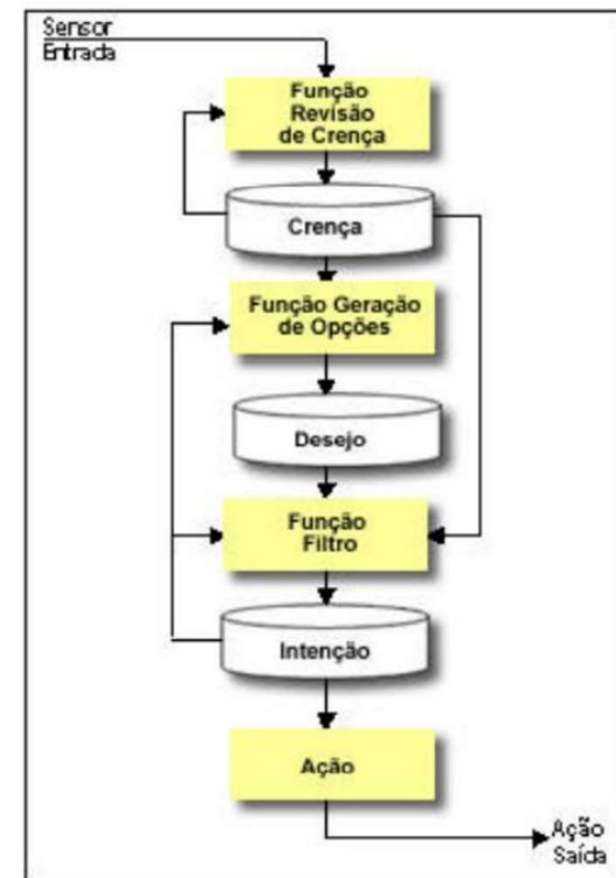 Sensor
Entrada
Função
Revisão
de Crença
Crença
Função Geração
de Opções
Desejo
Função
Filtro
Intenção
Ação
Ação
Saída